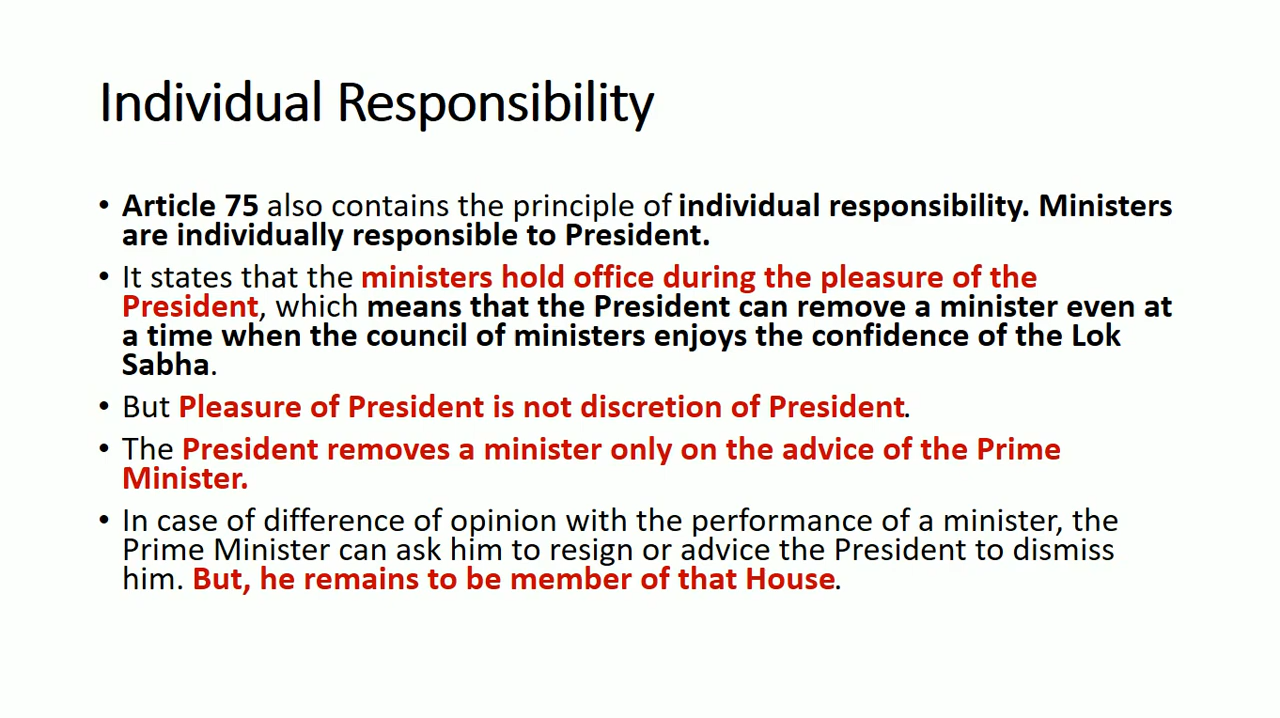 Individual Responsibility
• Article 75 also contains the principle of individual responsibility. Ministers
are individually responsible to President.
• It states that the ministers hold office during the pleasure of the
President, which means that the President can remove a minister even at
a time when the council of ministers enjoys the confidence of the Lok
Sabha.
• But Pleasure of President is not discretion of President.
• The President removes a minister only on the advice of the Prime
Minister.
• In case of difference of opinion with the performance of a minister, the
Prime Minister can ask him to resign or advice the President to dismiss
him. But, he remains to be member of that House.